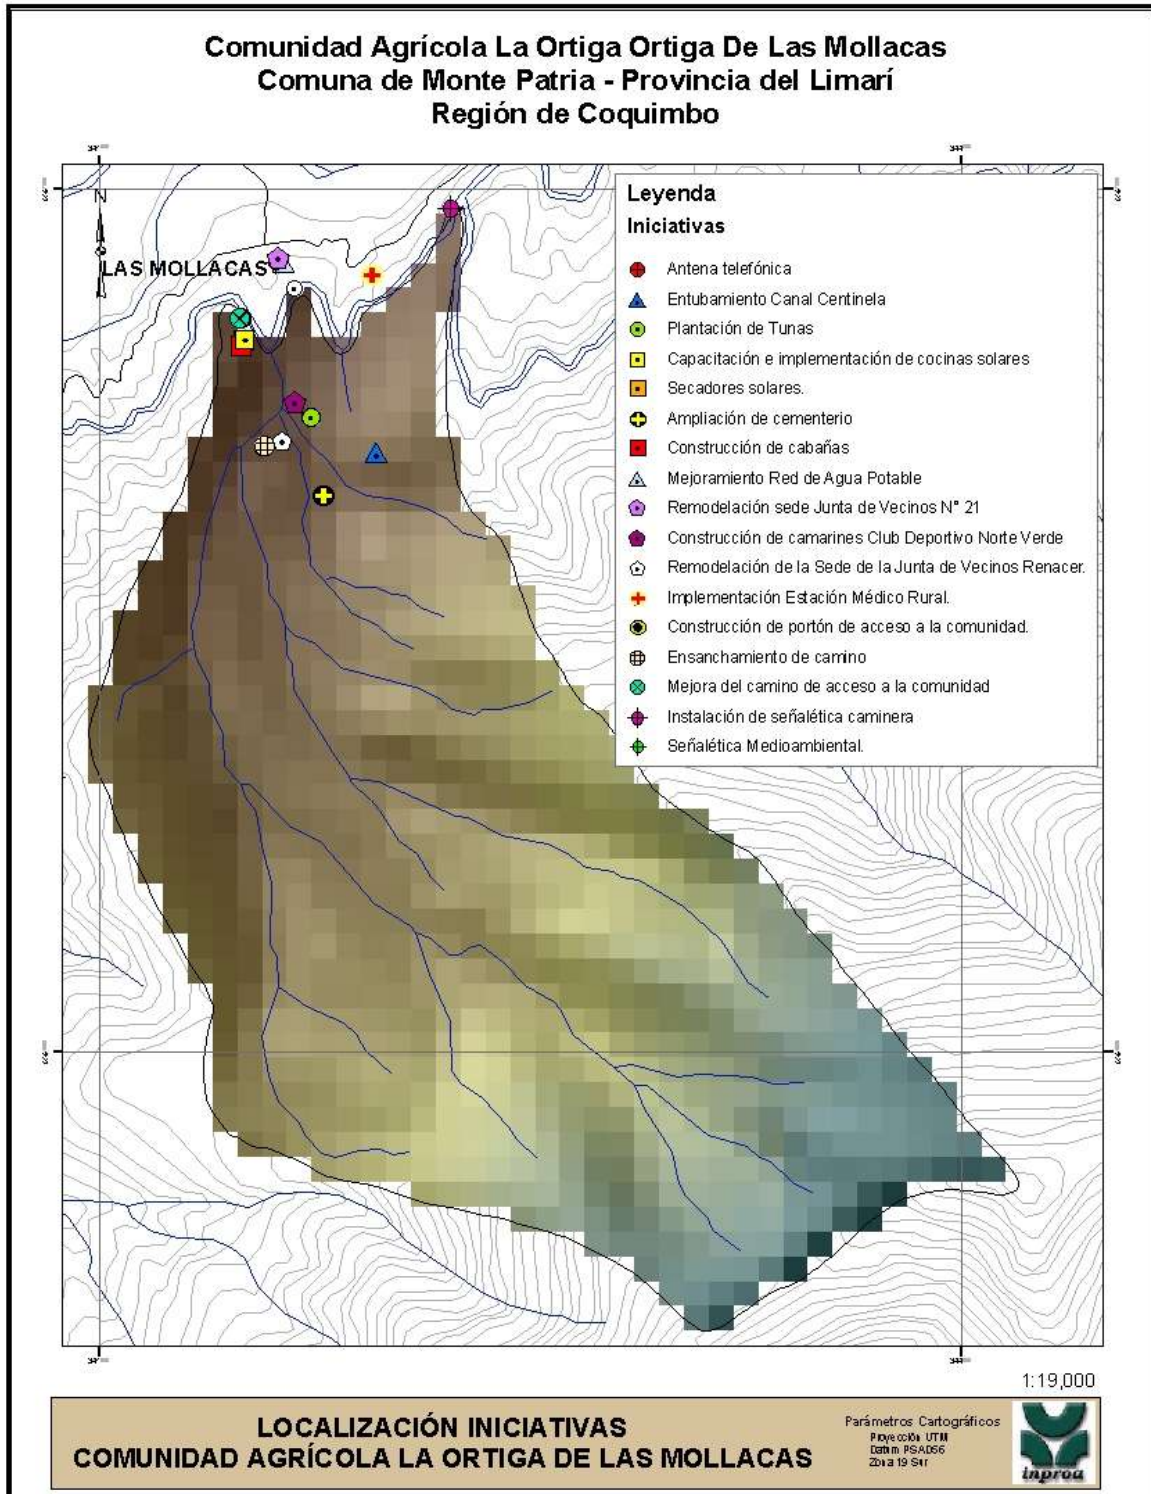 Comunidad Agrícola La Ortiga Ortiga De Las Mollacas
Comuna de Monte Patria - Provincia del Limarí
Región de Coquimbo
N
LAS MOLLACAS
Leyenda
Iniciativas
Antena telefónica
Entubamiento Canal Centinela
Plantación de Tunas
Capacitación e implementación de cocinas solares
Secadores solares.
Ampliación de cementerio
Construcción de cabañas
Mejoramiento Red de Agua Potable
Remodelación sede Junta de Vecinos N° 21
Construcción de camarines Club Deportivo Norte Verde
Remodelación de la Sede de la Junta de Vecinos Renacer.
Implementación Estación Médico Rural.
Construcción de portón de acceso a la comunidad.
Ensanchamiento de camino
Mejora del camino de acceso a la comunidad
Instalación de señalética caminera
Señalética Medioambiental.
1:19,000
LOCALIZACIÓN INICIATIVAS
COMUNIDAD AGRÍCOLA LA ORTIGA DE LAS MOLLACAS
Parámetros Cartográficos
Proyección UTM
Datum PSAD56
Zona 19 Sur
inproa